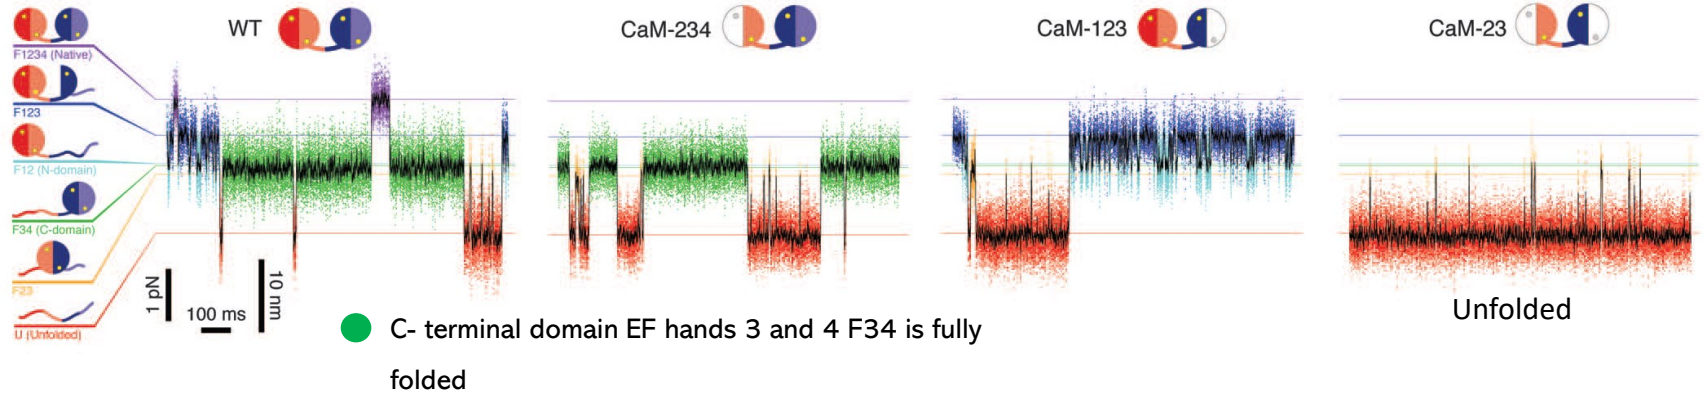 WT
CaM-234
CaM-123
CaM-23
F1234 (Native)
F123
F12 (N-domain)
F34 (C-domain)
F23
U (Unfolded)
1 pN
100 ms
10 nm
Unfolded
C- terminal domain EF hands 3 and 4 F34 is fully
folded